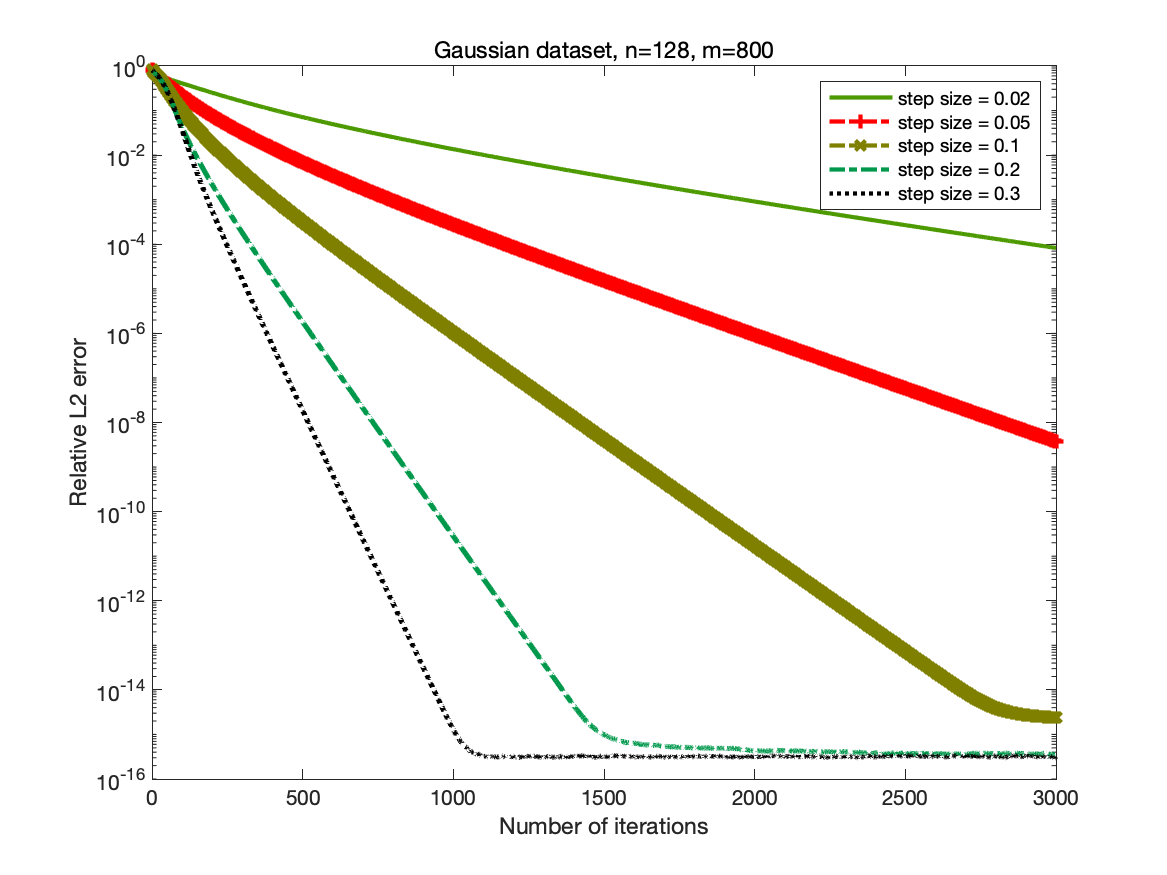 Gaussian dataset, n=128, m=800
step size = 0.02
step size = 0.05
step size = 0.1
step size = 0.2
step size = 0.3
Relative L2 error
10^0
10^-2
10^-4
10^-6
10^-8
10^-10
10^-12
10^-14
10^-16
0 500 1000 1500 2000 2500 3000
Number of iterations